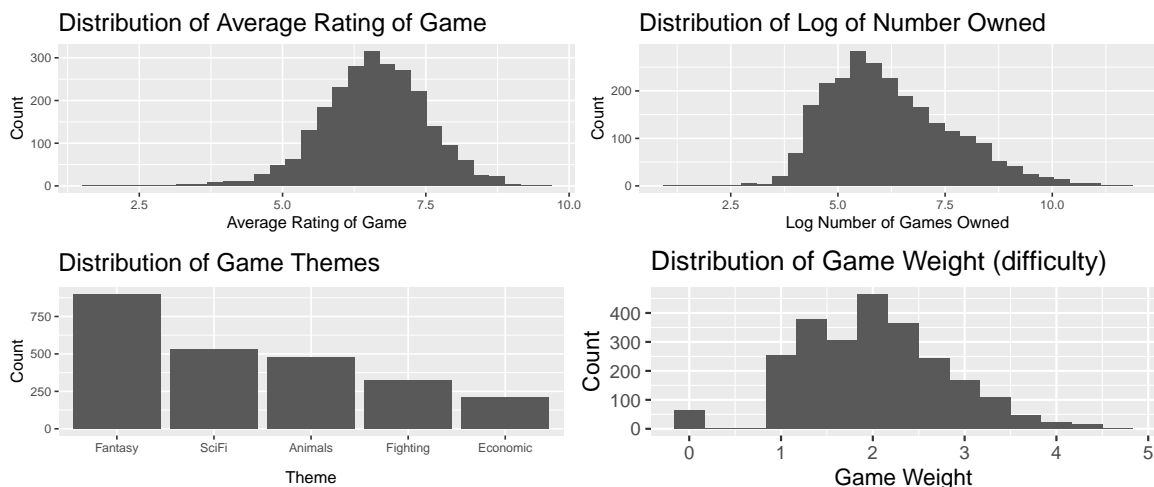 Distribution of Average Rating of Game
300
200
100
0
Count
2.5 5.0 7.5 10.0
Average Rating of Game
Distribution of Log of Number Owned
200
100
0
Count
2.5 5.0 7.5 10.0
Log Number of Games Owned
Distribution of Game Themes
750
500
250
0
Count
Fantasy SciFi Animals Fighting Economic
Theme
Distribution of Game Weight (difficulty)
400
300
200
100
0
Count
0 1 2 3 4 5
Game Weight